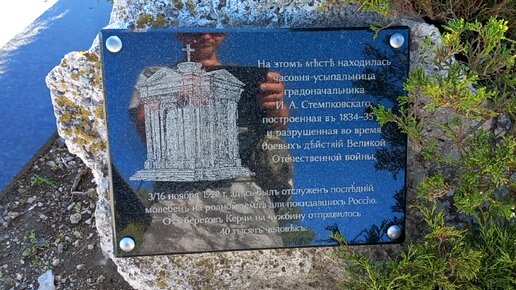 На этомъ мѣстѣ находилась
часовня-усыпальница
градоначальника
И. А. Стемпковскаго,
построенная въ 1834-35
и разрушенная во время
боевыхъ дѣйствій Великой
Отечественной войны.
3/16 ноября 1920 г. здѣсь былъ отслуженъ послѣдній
молебенъ на родной землѣ для покидавшихъ Россію.
Отъ береговъ Керчи на чужбину отправилось
40 тысячъ человѣкъ.